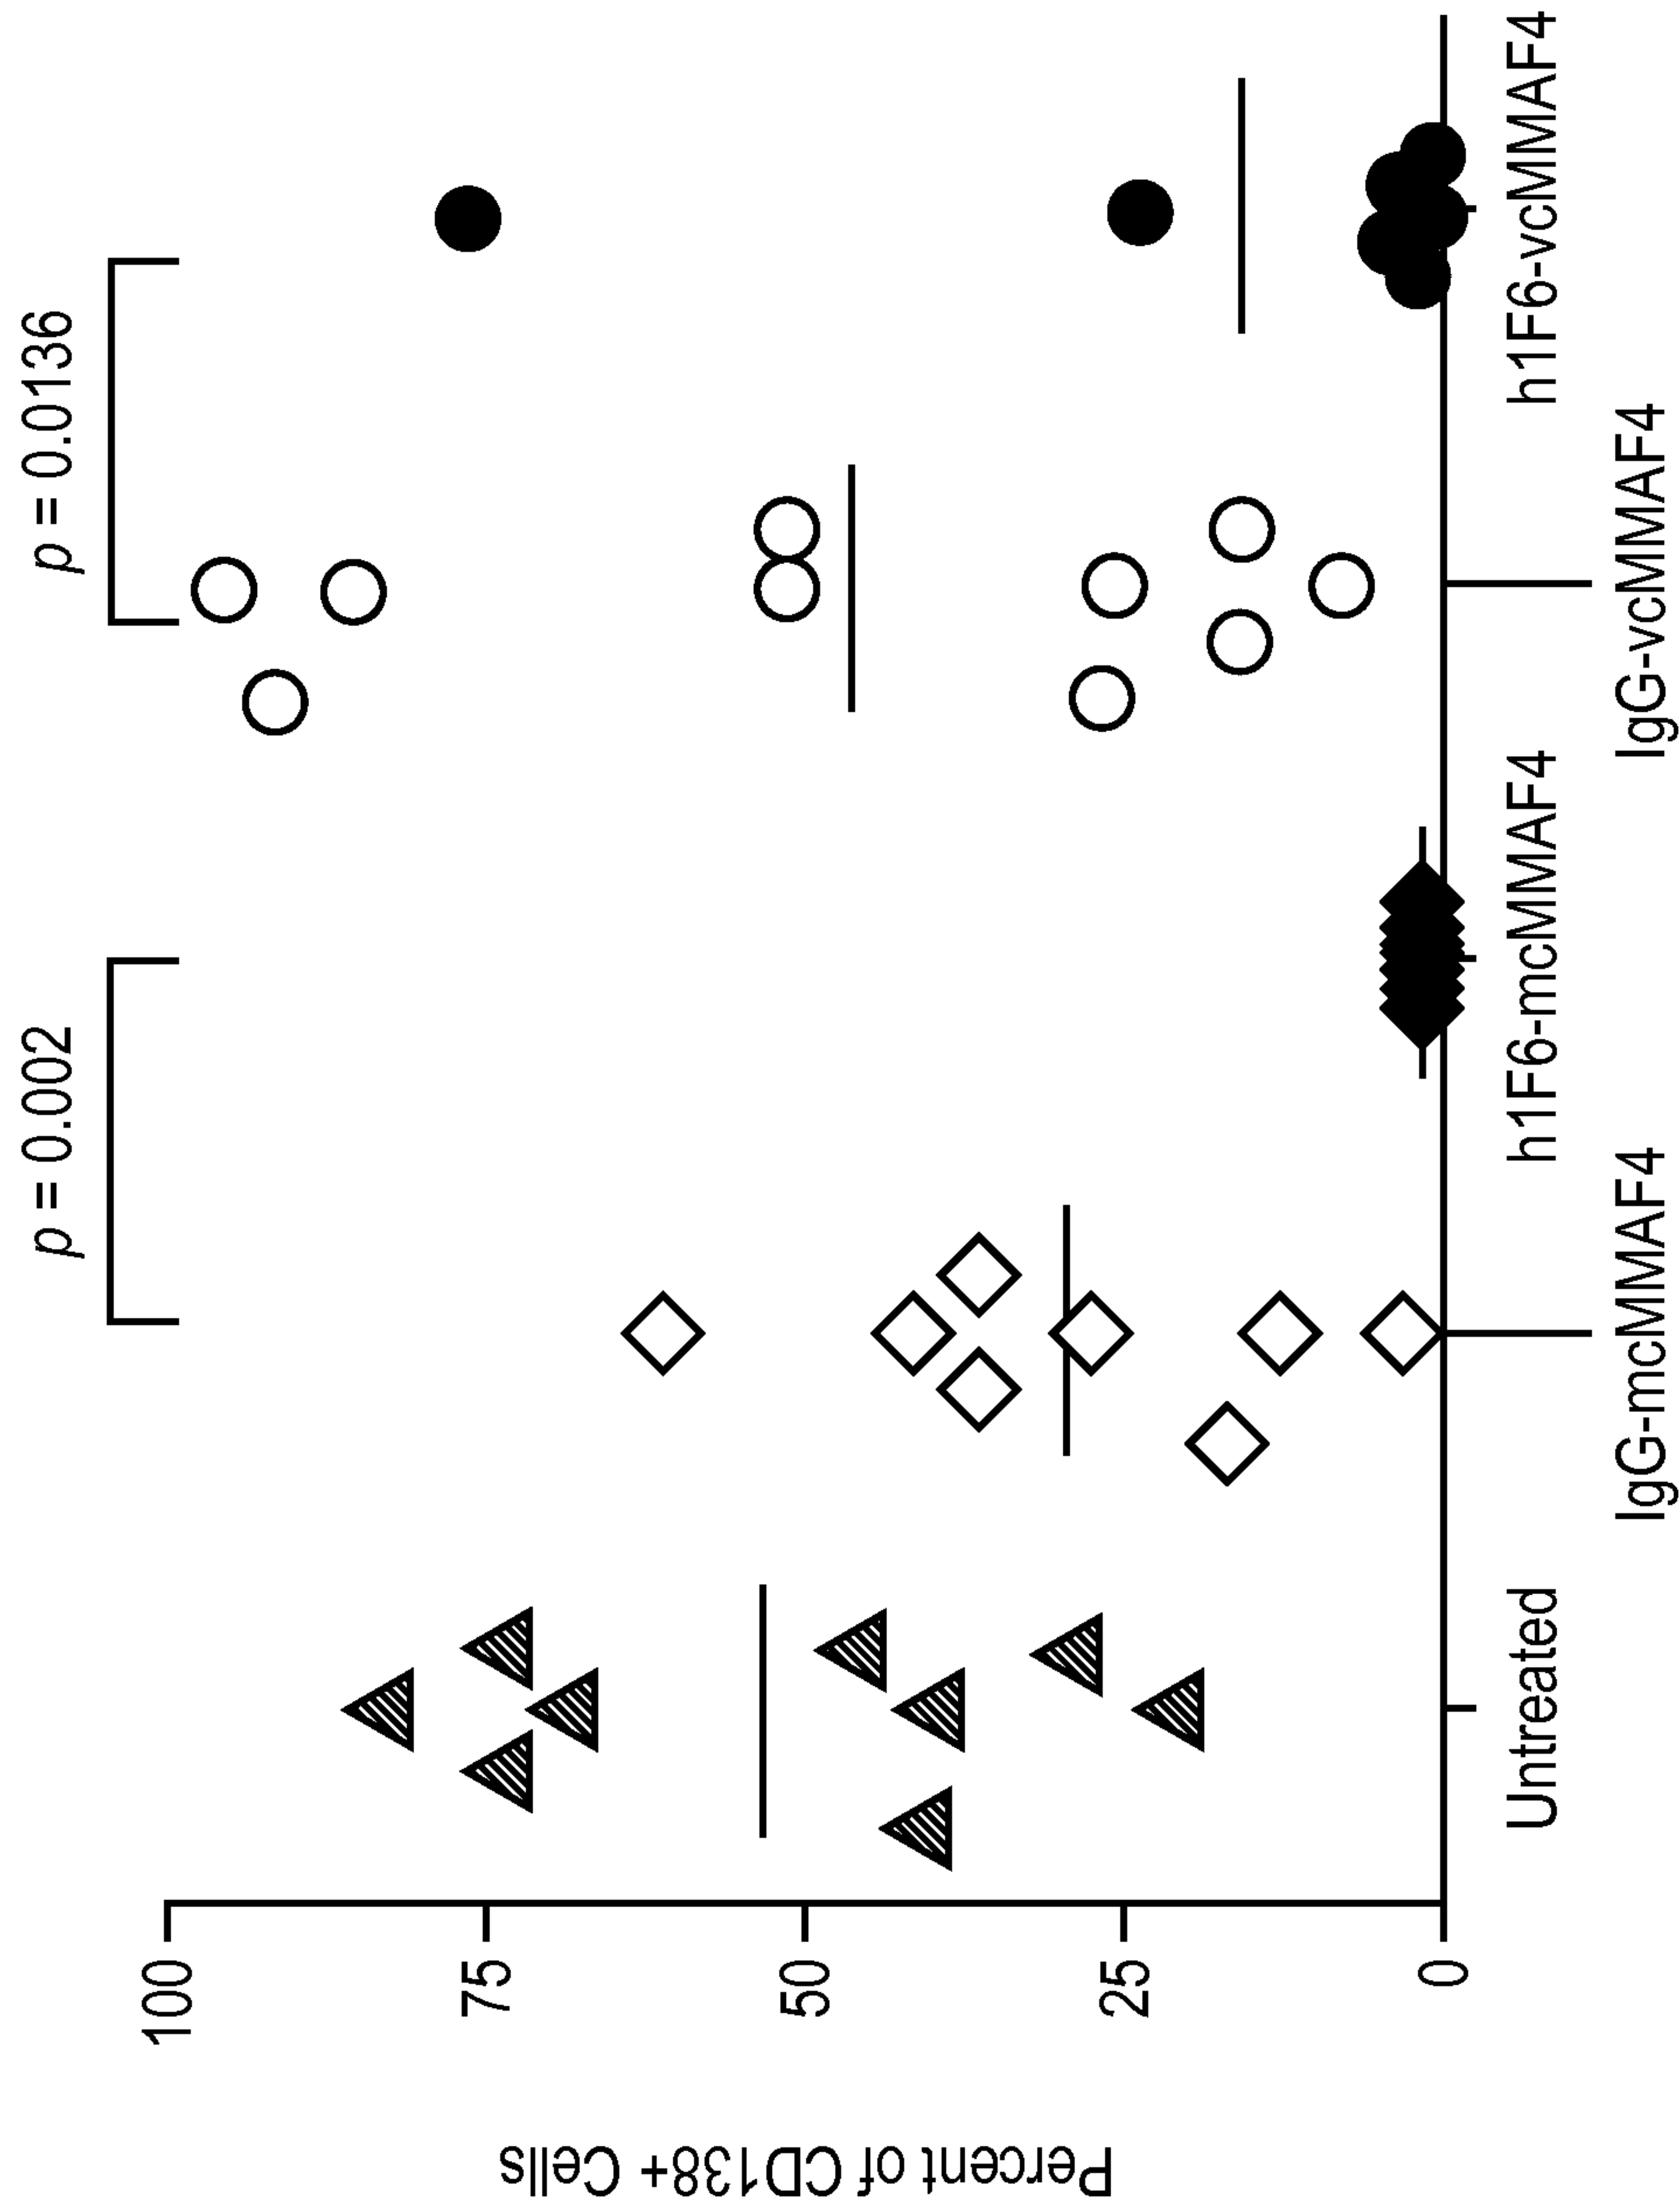 p = 0.002
p = 0.0136
Percent of CD138+ Cells
100
75
50
25
0
Untreated
IgG-mcMMAF4
h1F6-mcMMAF4
IgG-vcMMAF4
h1F6-vcMMAF4